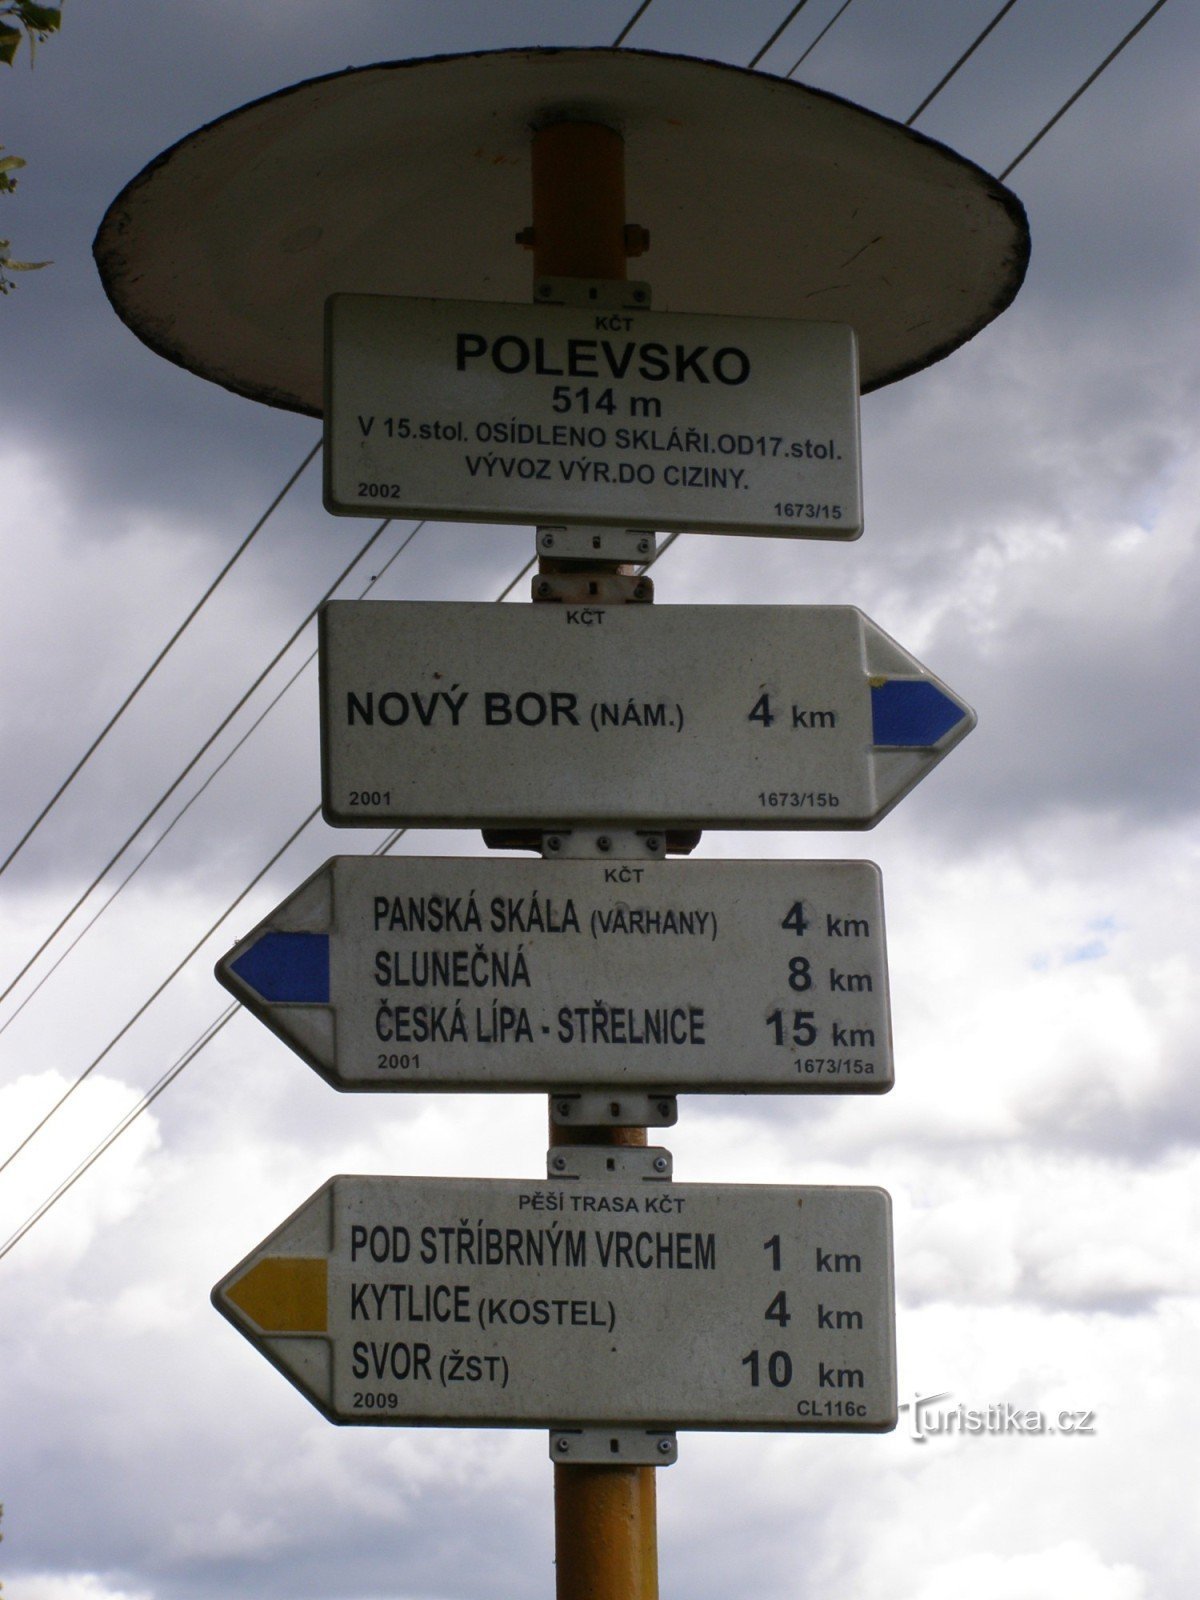 KČT
POLEVSKO
514 m
V 15.stol. OSÍDLENO SKLÁŘI.OD17.stol.
VÝVOZ VÝR.DO CIZINY.
2002 1673/15
KČT
NOVÝ BOR (NÁM.) 4 km
2001 1673/15b
KČT
PANSKÁ SKÁLA (VARHANY) 4 km
SLUNEČNÁ 8 km
ČESKÁ LÍPA - STŘELNICE 15 km
2001 1673/15a
PĚŠÍ TRASA KČT
POD STŘÍBRNÝM VRCHEM 1 km
KYTLICE (KOSTEL) 4 km
SVOR (ŽST) 10 km
2009 CL116c
Turistika.cz